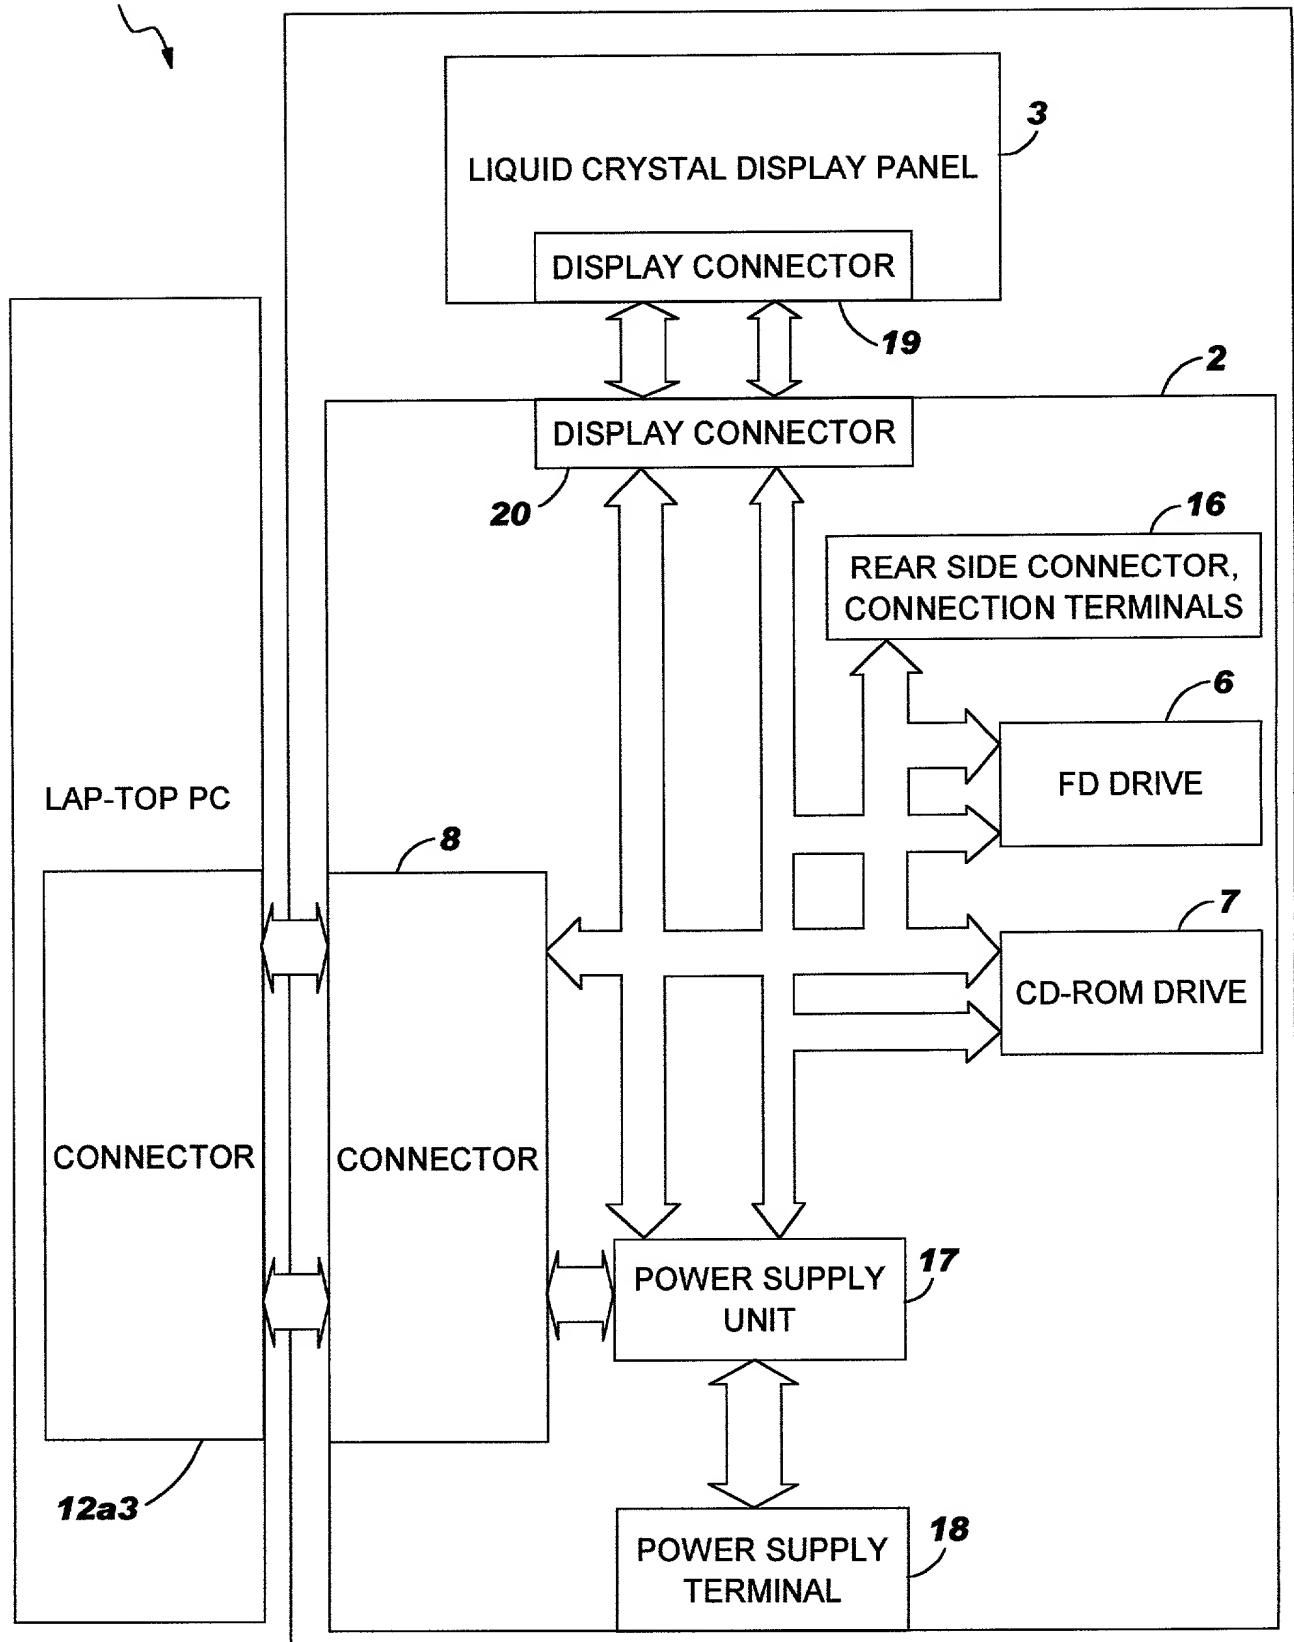 3
LIQUID CRYSTAL DISPLAY PANEL
DISPLAY CONNECTOR
19
2
DISPLAY CONNECTOR
20
16
REAR SIDE CONNECTOR,
CONNECTION TERMINALS
6
FD DRIVE
LAP-TOP PC
8
7
CD-ROM DRIVE
CONNECTOR
CONNECTOR
17
POWER SUPPLY
UNIT
12a3
18
POWER SUPPLY
TERMINAL